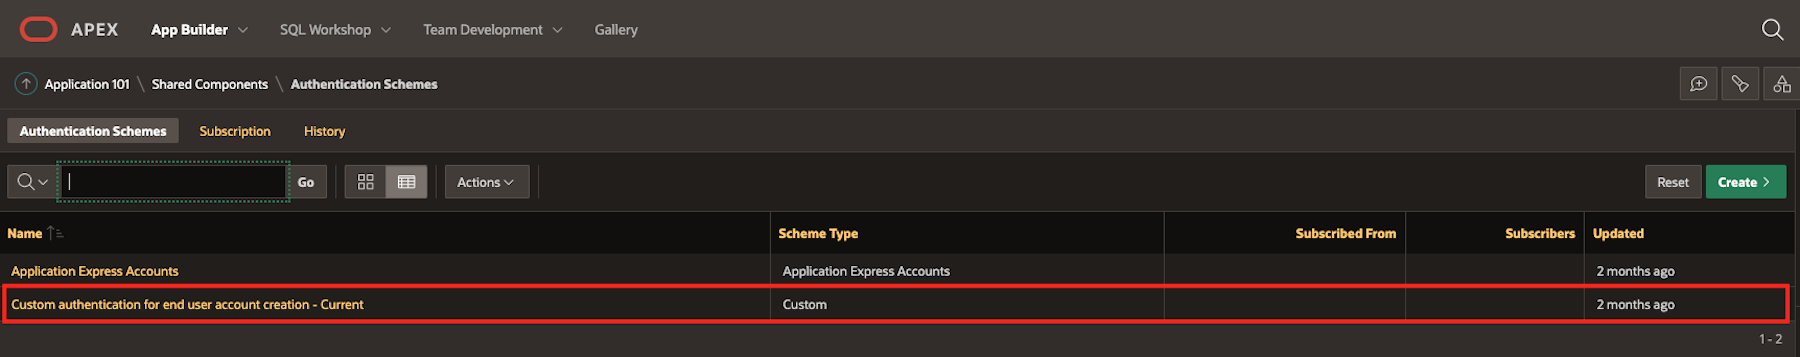 APEX App Builder SQL Workshop Team Development Gallery
Application 101 \ Shared Components \ Authentication Schemes
Authentication Schemes Subscription History
Go Actions Reset Create
Name Scheme Type Subscribed From Subscribers Updated
Application Express Accounts Application Express Accounts 2 months ago
Custom authentication for end user account creation - Current Custom 2 months ago
1 - 2